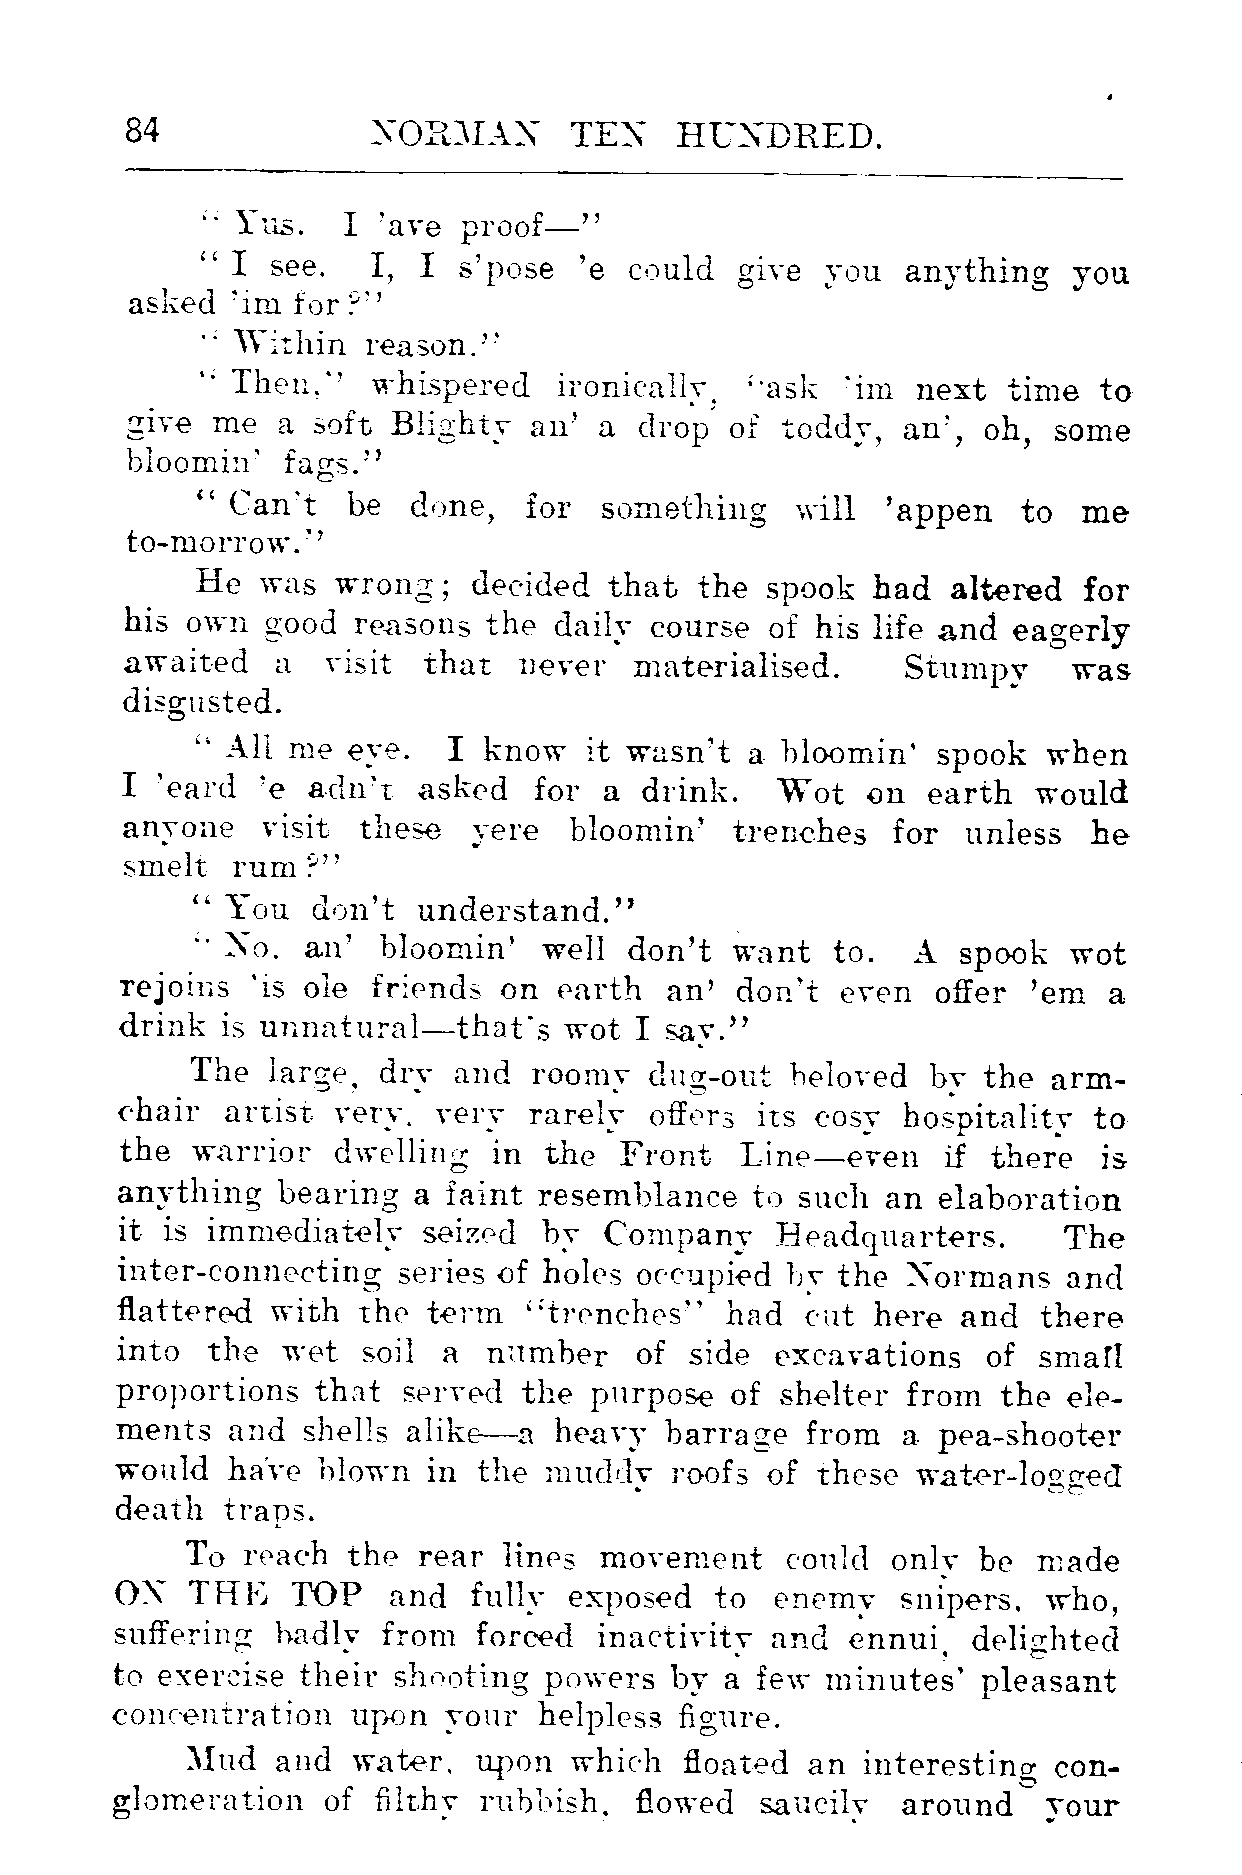 84 NORMAN TEN HUNDRED.
“ Yus. I 'ave proof—”
“ I see. I, I s'pose 'e could give you anything you
asked 'im for?”
“ Within reason.”
“ Then,” whispered ironically, “ask 'im next time to
give me a soft Blighty an' a drop of toddy, an', oh, some
bloomin' fags.”
“ Can't be done, for something will 'appen to me
to-morrow.”
He was wrong; decided that the spook had altered for
his own good reasons the daily course of his life and eagerly
awaited a visit that never materialised. Stumpy was
disgusted.
“ All me eye. I know it wasn't a bloomin' spook when
I 'eard 'e adn't asked for a drink. Wot on earth would
anyone visit these yere bloomin' trenches for unless he
smelt rum?”
“ You don't understand.”
“ No. an' bloomin' well don't want to. A spook wot
rejoins 'is ole friends on earth an' don't even offer 'em a
drink is unnatural—that's wot I say.”
The large, dry and roomy dug-out beloved by the arm-
chair artist very, very rarely offers its cosy hospitality to
the warrior dwelling in the Front Line—even if there is
anything bearing a faint resemblance to such an elaboration
it is immediately seized by Company Headquarters. The
inter-connecting series of holes occupied by the Normans and
flattered with the term “trenches” had cut here and there
into the wet soil a number of side excavations of small
proportions that served the purpose of shelter from the ele-
ments and shells alike—a heavy barrage from a pea-shooter
would have blown in the muddy roofs of these water-logged
death traps.
To reach the rear lines movement could only be made
ON THE TOP and fully exposed to enemy snipers, who,
suffering badly from forced inactivity and ennui, delighted
to exercise their shooting powers by a few minutes' pleasant
concentration upon your helpless figure.
Mud and water, upon which floated an interesting con-
glomeration of filthy rubbish, flowed saucily around your